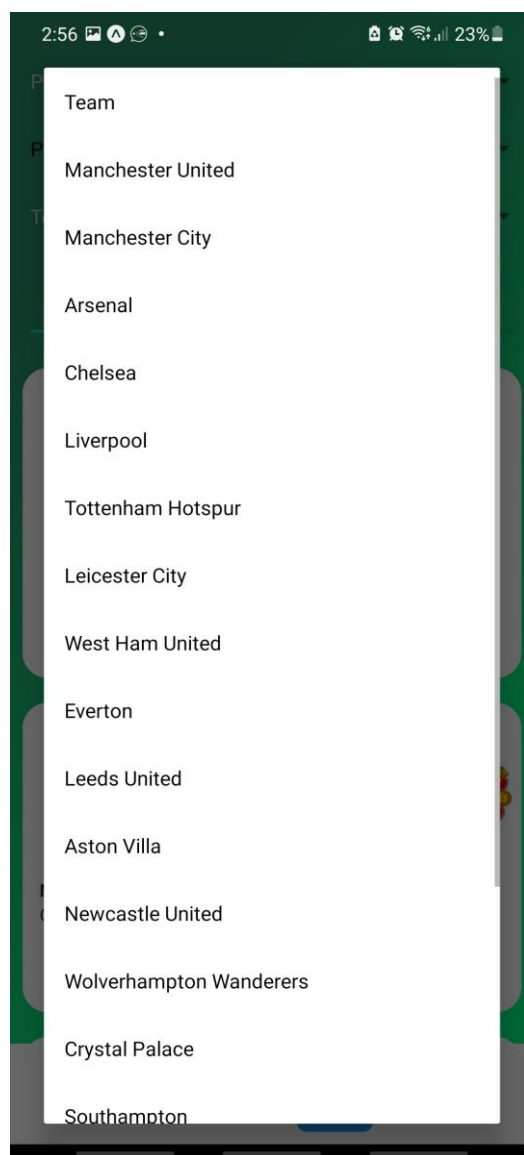 2:56
23%
Team
Manchester United
Manchester City
Arsenal
Chelsea
Liverpool
Tottenham Hotspur
Leicester City
West Ham United
Everton
Leeds United
Aston Villa
Newcastle United
Wolverhampton Wanderers
Crystal Palace
Southampton